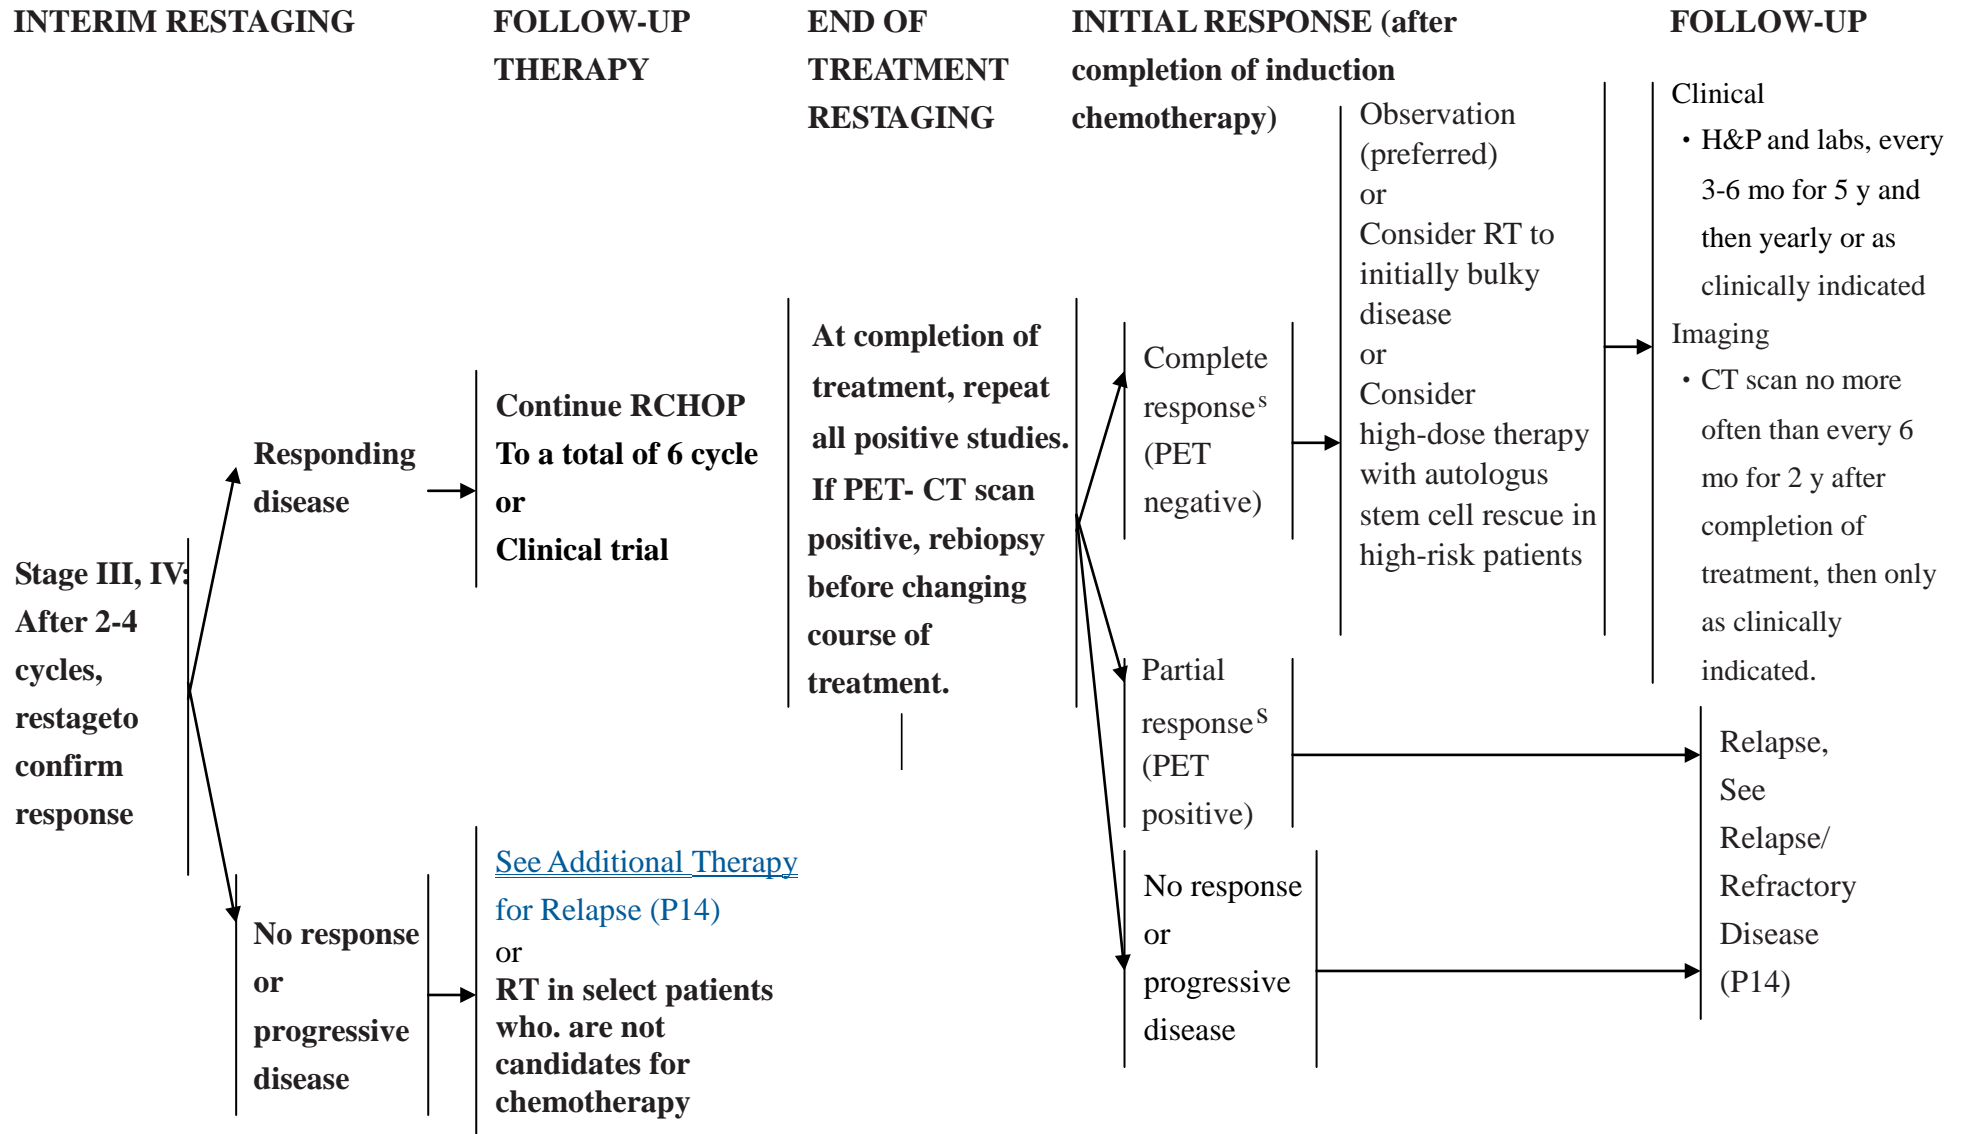 INTERIM RESTAGING
FOLLOW-UP
THERAPY
END OF
TREATMENT
RESTAGING
INITIAL RESPONSE (after
completion of induction
chemotherapy)
FOLLOW-UP
Stage III, IV:
After 2-4
cycles,
restageto
confirm
response
Responding
disease
Continue RCHOP
To a total of 6 cycle
or
Clinical trial
No response
or
progressive
disease
See Additional Therapy
for Relapse (P14)
or
RT in select patients
who. are not
candidates for
chemotherapy
At completion of
treatment, repeat
all positive studies.
If PET- CT scan
positive, rebiopsy
before changing
course of
treatment.
Complete
response s
(PET
negative)
Observation
(preferred)
or
Consider RT to
initially bulky
disease
or
Consider
high-dose therapy
with autologus
stem cell rescue in
high-risk patients
Clinical
・H&P and labs, every
3-6 mo for 5 y and
then yearly or as
clinically indicated
Imaging
・CT scan no more
often than every 6
mo for 2 y after
completion of
treatment, then only
as clinically
indicated.
Partial
response s
(PET
positive)
No response
or
progressive
disease
Relapse,
See
Relapse/
Refractory
Disease
(P14)